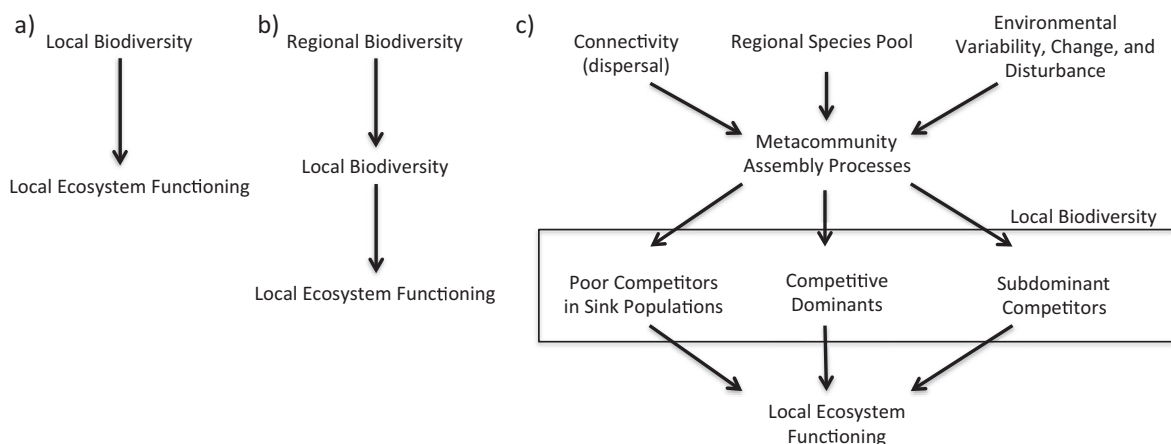 a)
Local Biodiversity
Local Ecosystem Functioning
b)
Regional Biodiversity
Local Biodiversity
Local Ecosystem Functioning
c)
Connectivity
(dispersal)
Regional Species Pool
Environmental
Variability, Change, and
Disturbance
Metacommunity
Assembly Processes
Local Biodiversity
Poor Competitors
in Sink Populations
Competitive
Dominants
Subdominant
Competitors
Local Ecosystem
Functioning